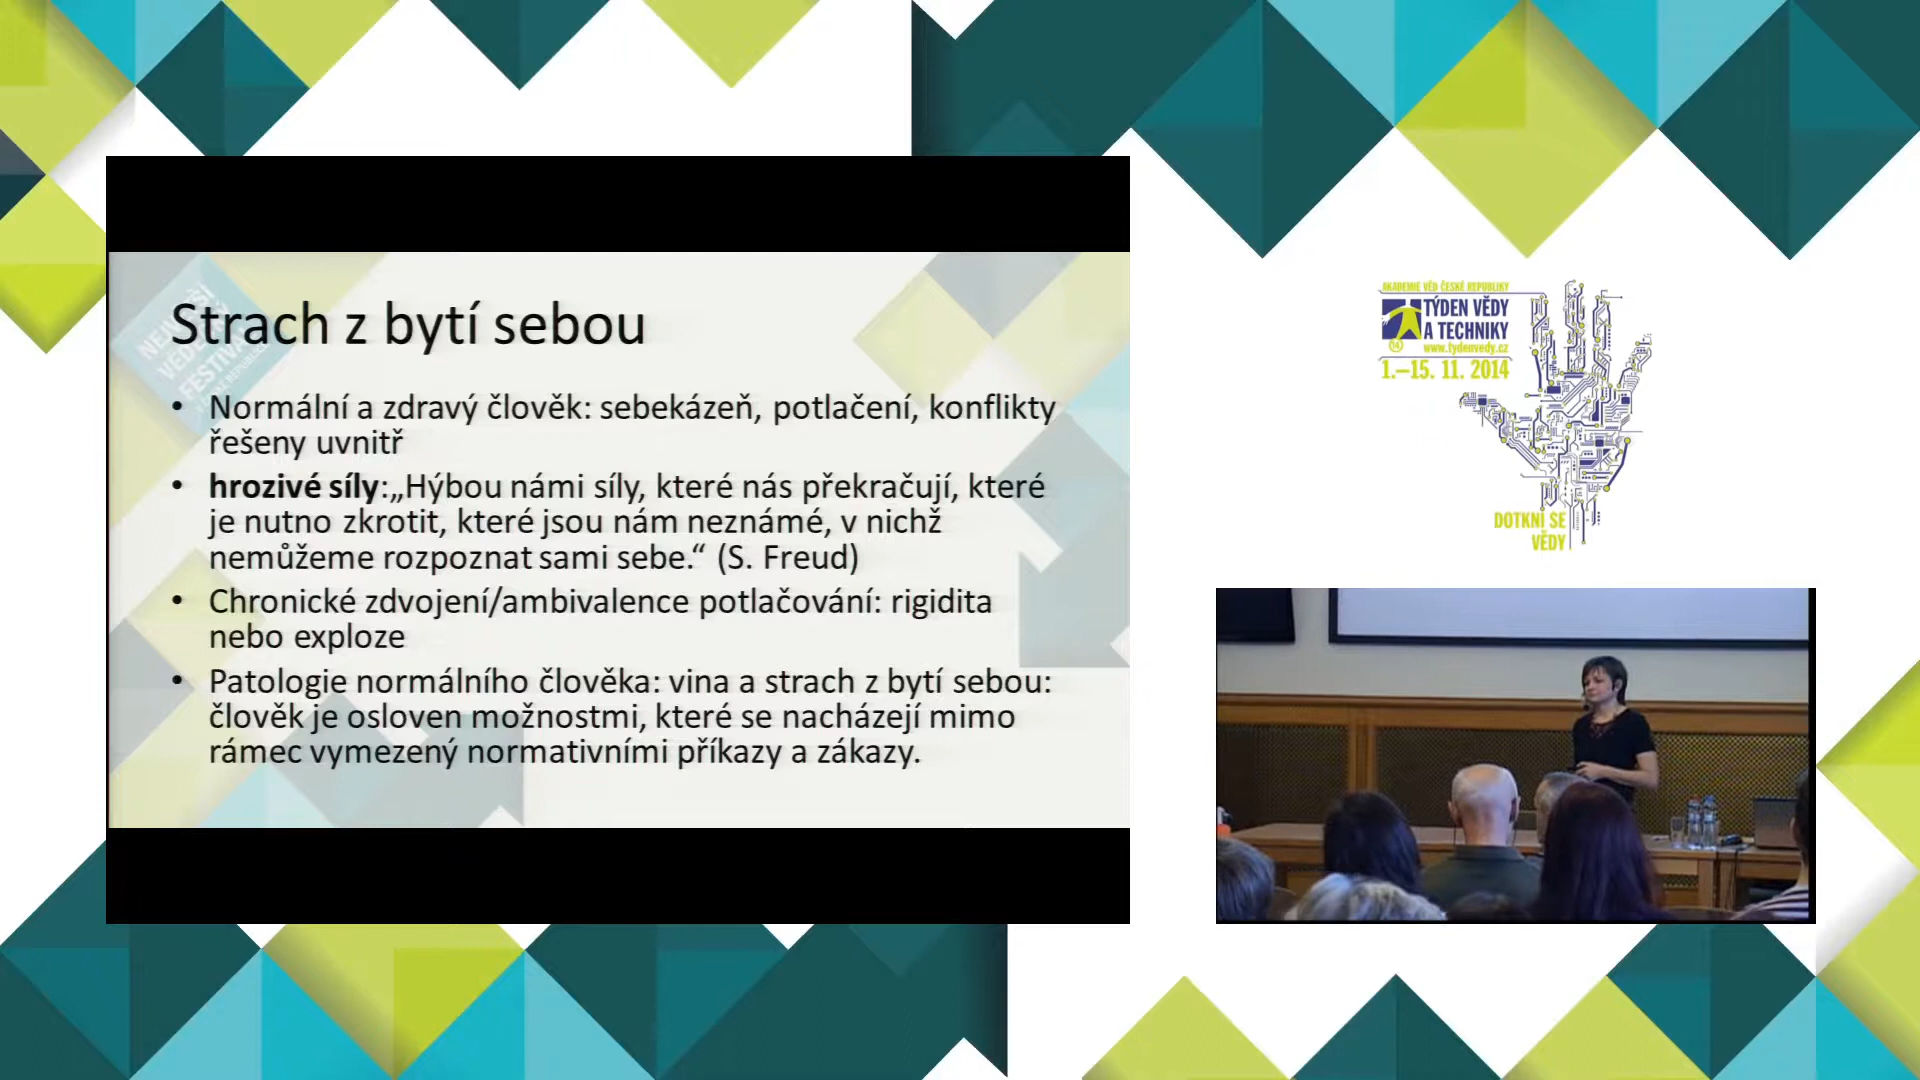 Strach z bytí sebou
• Normální a zdravý člověk: sebekázeň, potlačení, konflikty
řešeny uvnitř
• hrozivé síly:„Hýbou námi síly, které nás překračují, které
je nutno zkrotit, které jsou nám neznámé, v nichž
nemůžeme rozpoznat sami sebe.“ (S. Freud)
• Chronické zdvojení/ambivalence potlačování: rigidita
nebo exploze
• Patologie normálního člověka: vina a strach z bytí sebou:
člověk je osloven možnostmi, které se nacházejí mimo
rámec vymezený normativními příkazy a zákazy.
AKADEMIE VĚD ČESKÉ REPUBLIKY
TÝDEN VĚDY
A TECHNIKY
www.tydenvedy.cz
1.–15. 11. 2014
DOTKNI SE
VĚDY